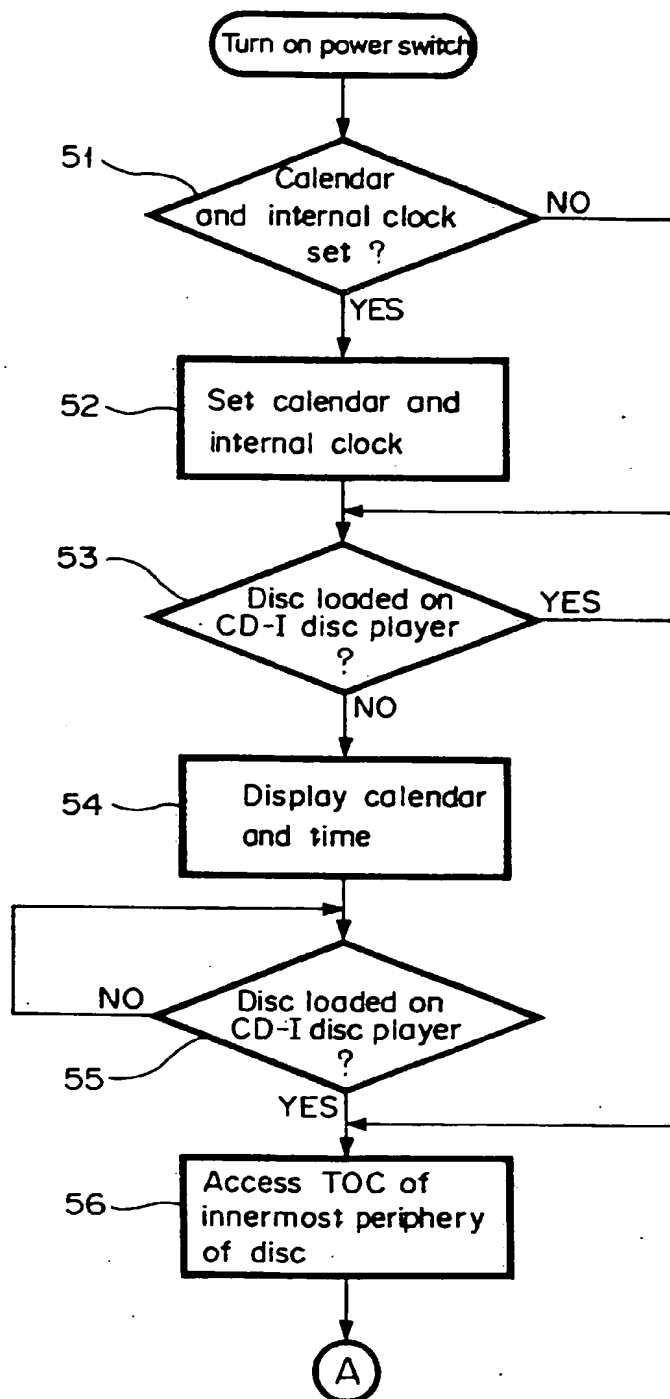 Turn on power switch
51
Calendar
and internal clock
set ?
NO
YES
52
Set calendar and
internal clock
53
Disc loaded on
CD-I disc player
?
YES
NO
54
Display calendar
and time
NO
Disc loaded on
CD-I disc player
?
55
YES
56
Access TOC of
innermost periphery
of disc
A